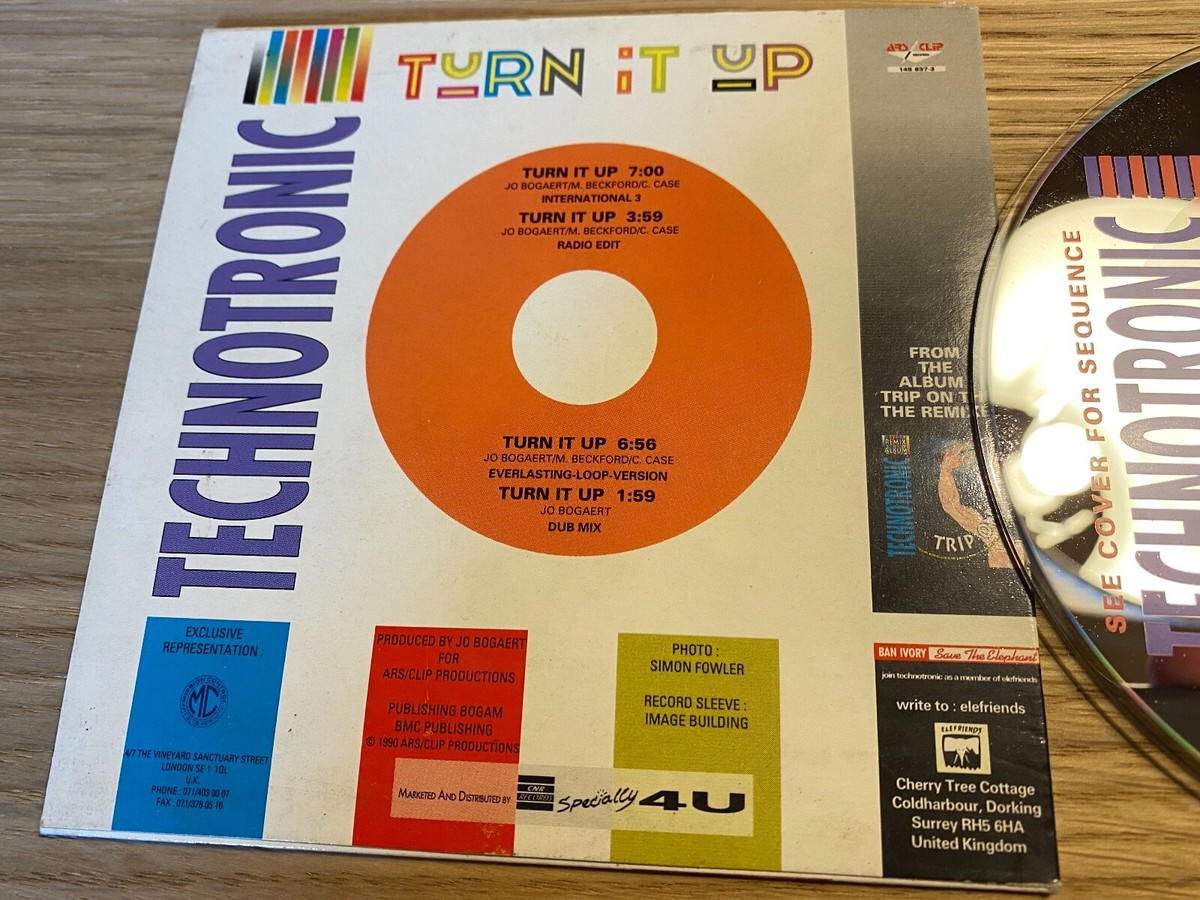 TURN IT UP
TECHNOTRONIC
ARS/CLIP
145 837-3
TURN IT UP 7:00
JO BOGAERT/M. BECKFORD/C. CASE
INTERNATIONAL 3
TURN IT UP 3:59
JO BOGAERT/M. BECKFORD/C. CASE
RADIO EDIT
TURN IT UP 6:56
JO BOGAERT/M. BECKFORD/C. CASE
EVERLASTING-LOOP-VERSION
TURN IT UP 1:59
JO BOGAERT
DUB MIX
FROM
THE
ALBUM
TRIP ON T
THE REMI
TECHNOTRONIC
TRIP
EXCLUSIVE
REPRESENTATION :
MC
4/7 THE VINEYARD SANCTUARY STREET
LONDON SE 1 1QL
U.K.
PHONE : 071/403 00 07
FAX : 071/378 05 16
PRODUCED BY JO BOGAERT
FOR
ARS/CLIP PRODUCTIONS
PUBLISHING BOGAM
BMC PUBLISHING
© 1990 ARS/CLIP PRODUCTIONS
PHOTO :
SIMON FOWLER
RECORD SLEEVE :
IMAGE BUILDING
MARKETED AND DISTRIBUTED BY
CNR
RECORDS
Specially 4U
BAN IVORY Save The Elephant
join technotronic as a member of elefriends
write to : elefriends
ELEFRIENDS
Cherry Tree Cottage
Coldharbour, Dorking
Surrey RH5 6HA
United Kingdom
SEE COVER FOR SEQUENCE
TECHNOTRONIC